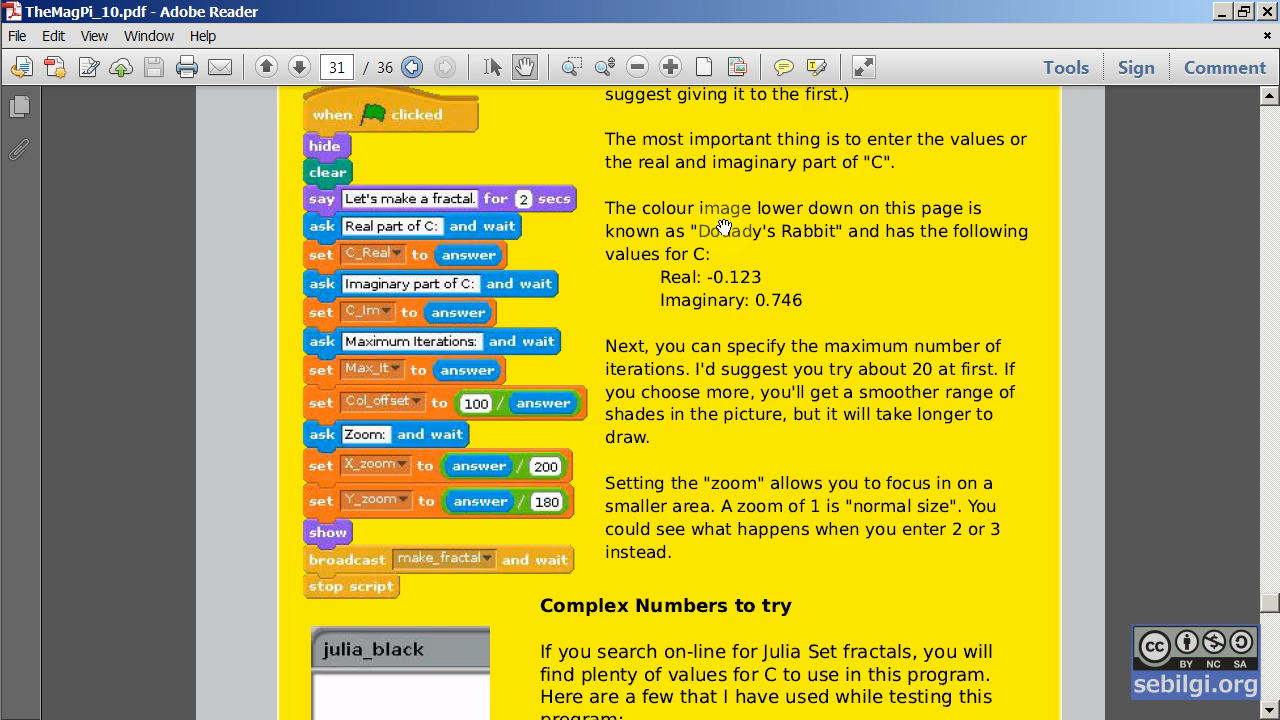 TheMagPi_10.pdf - Adobe Reader
File Edit View Window Help
31 / 36 Tools Sign Comment
when clicked
hide
clear
say Let's make a fractal. for 2 secs
ask Real part of C: and wait
set C_Real to answer
ask Imaginary part of C: and wait
set C_Im to answer
ask Maximum Iterations: and wait
set Max_It to answer
set Col_offset to 100 / answer
ask Zoom: and wait
set X_zoom to answer / 200
set Y_zoom to answer / 180
show
broadcast make_fractal and wait
stop script
julia_black
suggest giving it to the first.)
The most important thing is to enter the values or
the real and imaginary part of "C".
The colour image lower down on this page is
known as "Douady's Rabbit" and has the following
values for C:
Real: -0.123
Imaginary: 0.746
Next, you can specify the maximum number of
iterations. I'd suggest you try about 20 at first. If
you choose more, you'll get a smoother range of
shades in the picture, but it will take longer to
draw.
Setting the "zoom" allows you to focus in on a
smaller area. A zoom of 1 is "normal size". You
could see what happens when you enter 2 or 3
instead.
Complex Numbers to try
If you search on-line for Julia Set fractals, you will
find plenty of values for C to use in this program.
Here are a few that I have used while testing this
program:
cc
BY NC SA
sebilgi.org